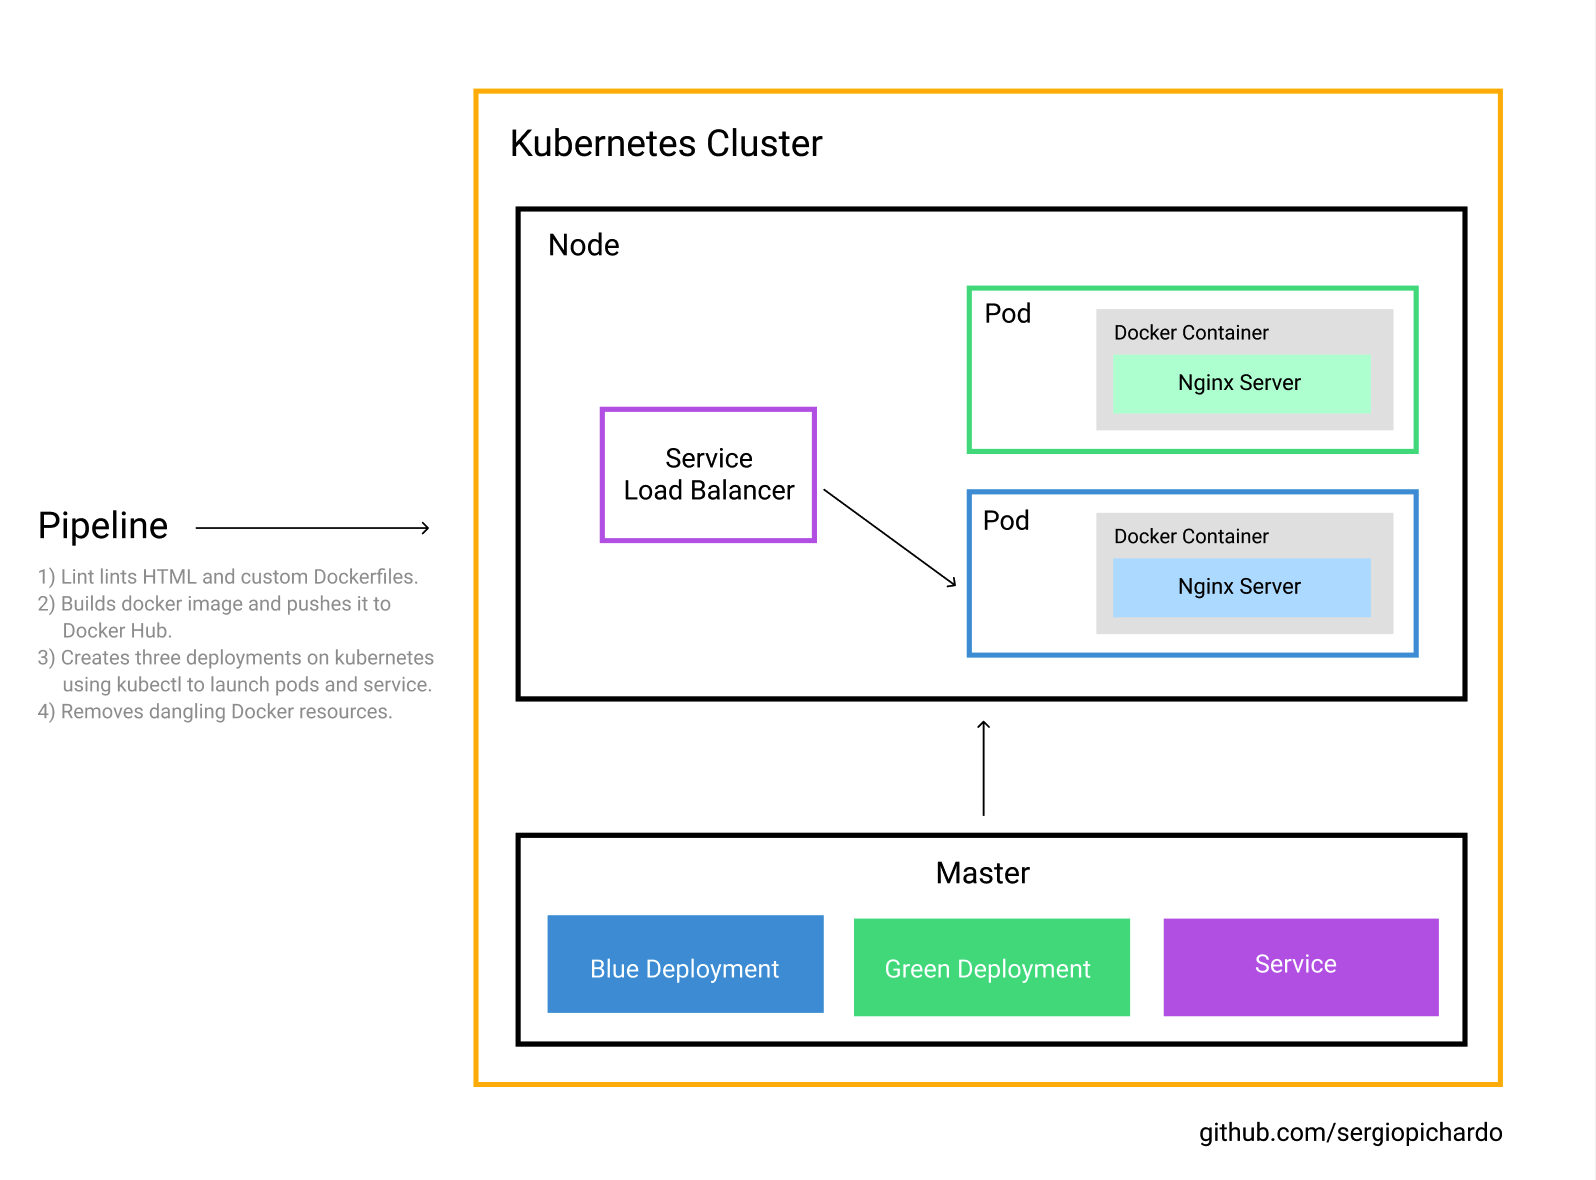 Kubernetes Cluster
Node
Pod
Docker Container
Nginx Server
Service
Load Balancer
Pod
Docker Container
Nginx Server
Pipeline
1) Lint lints HTML and custom Dockerfiles.
2) Builds docker image and pushes it to
Docker Hub.
3) Creates three deployments on kubernetes
using kubectl to launch pods and service.
4) Removes dangling Docker resources.
Master
Blue Deployment
Green Deployment
Service
github.com/sergiopichardo